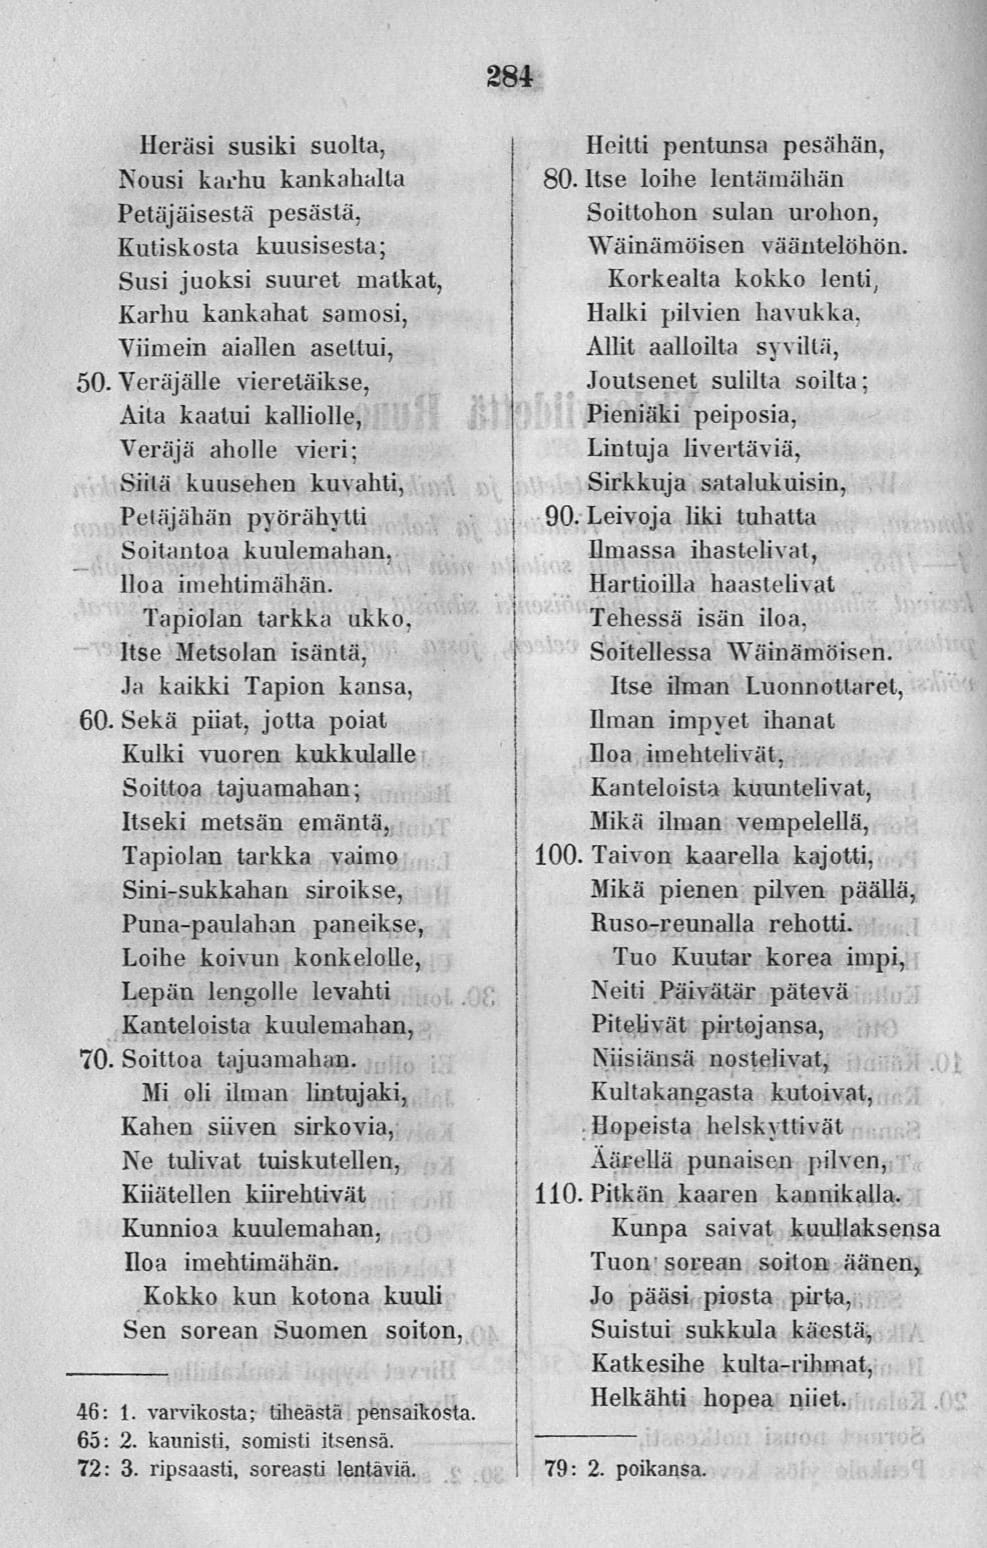 284
Heräsi susiki suolta,
Nousi karhu kankahalta
Petäjäisestä pesästä,
Kutiskosta kuusisesta;
Susi juoksi suuret matkat,
Karhu kankahat samosi,
Viimein aiallen asettui,
50. Veräjälle vieretäikse,
Aita kaatui kalliolle,
Veräjä aholle vieri;
Siitä kuusehen kuvahti,
Petäjähän pyörähytti
Soitantoa kuulemahan,
Iloa imehtimähän.
Tapiolan tarkka ukko,
Itse Metsolan isäntä,
Ja kaikki Tapion kansa,
60. Sekä piiat, jotta poiat
Kulki vuoren kukkulalle
Soittoa tajuamahan;
Itseki metsän emäntä,
Tapiolan tarkka vaimo
Sini-sukkahan siroikse,
Puna-paulahan paneikse,
Loihe koivun konkelolle,
Lepän lengolle levahti
Kanteloista kuulemahan,
70. Soittoa tajuamahan.
Mi oli ilman lintujaki,
Kahen siiven sirkovia,
Ne tulivat tuiskutellen,
Kiiätellen kiirehtivät
Kunnioa kuulemahan,
Iloa imehtimähän.
Kokko kun kotona kuuli
Sen sorean Suomen soiton,
46: 1. varvikosta; tiheästä pensaikosta.
65: 2. kaunisti, somisti itsensä.
72: 3. ripsaasti, soreasti lentäviä.
Heitti pentunsa pesähän,
80. Itse loihe lentämähän
Soittohon sulan urohon,
Wäinämöisen vääntelöhön.
Korkealta kokko lenti,
Halki pilvien havukka,
Allit aalloilta syviltä,
Joutsenet sulilta soilta;
Pieniäki peiposia,
Lintuja livertäviä,
Sirkkuja satalukuisin,
90. Leivoja liki tuhatta
Ilmassa ihastelivat,
Hartioilla haastelivat
Tehessä isän iloa,
Soitellessa Wäinämöisen.
Itse ilman Luonnottaret,
Ilman impyet ihanat
Iloa imehtelivät,
Kanteloista kuuntelivat,
Mikä ilman vempelellä,
100. Taivon kaarella kajotti,
Mikä pienen pilven päällä,
Ruso-reunalla rehotti.
Tuo Kuutar korea impi,
Neiti Päivätär pätevä
Pitelivät pirtojansa,
Niisiänsä nostelivat,
Kultakangasta kutoivat,
Hopeista helskyttivät
Äärellä punaisen pilven,
110. Pitkän kaaren kannikalla.
Kunpa saivat kuullaksensa
Tuon sorean soiton äänen,
Jo pääsi piosta pirta,
Suistui sukkula käestä,
Katkesihe kulta-rihmat,
Helkähti hopea niiet.
79: 2. poikansa.